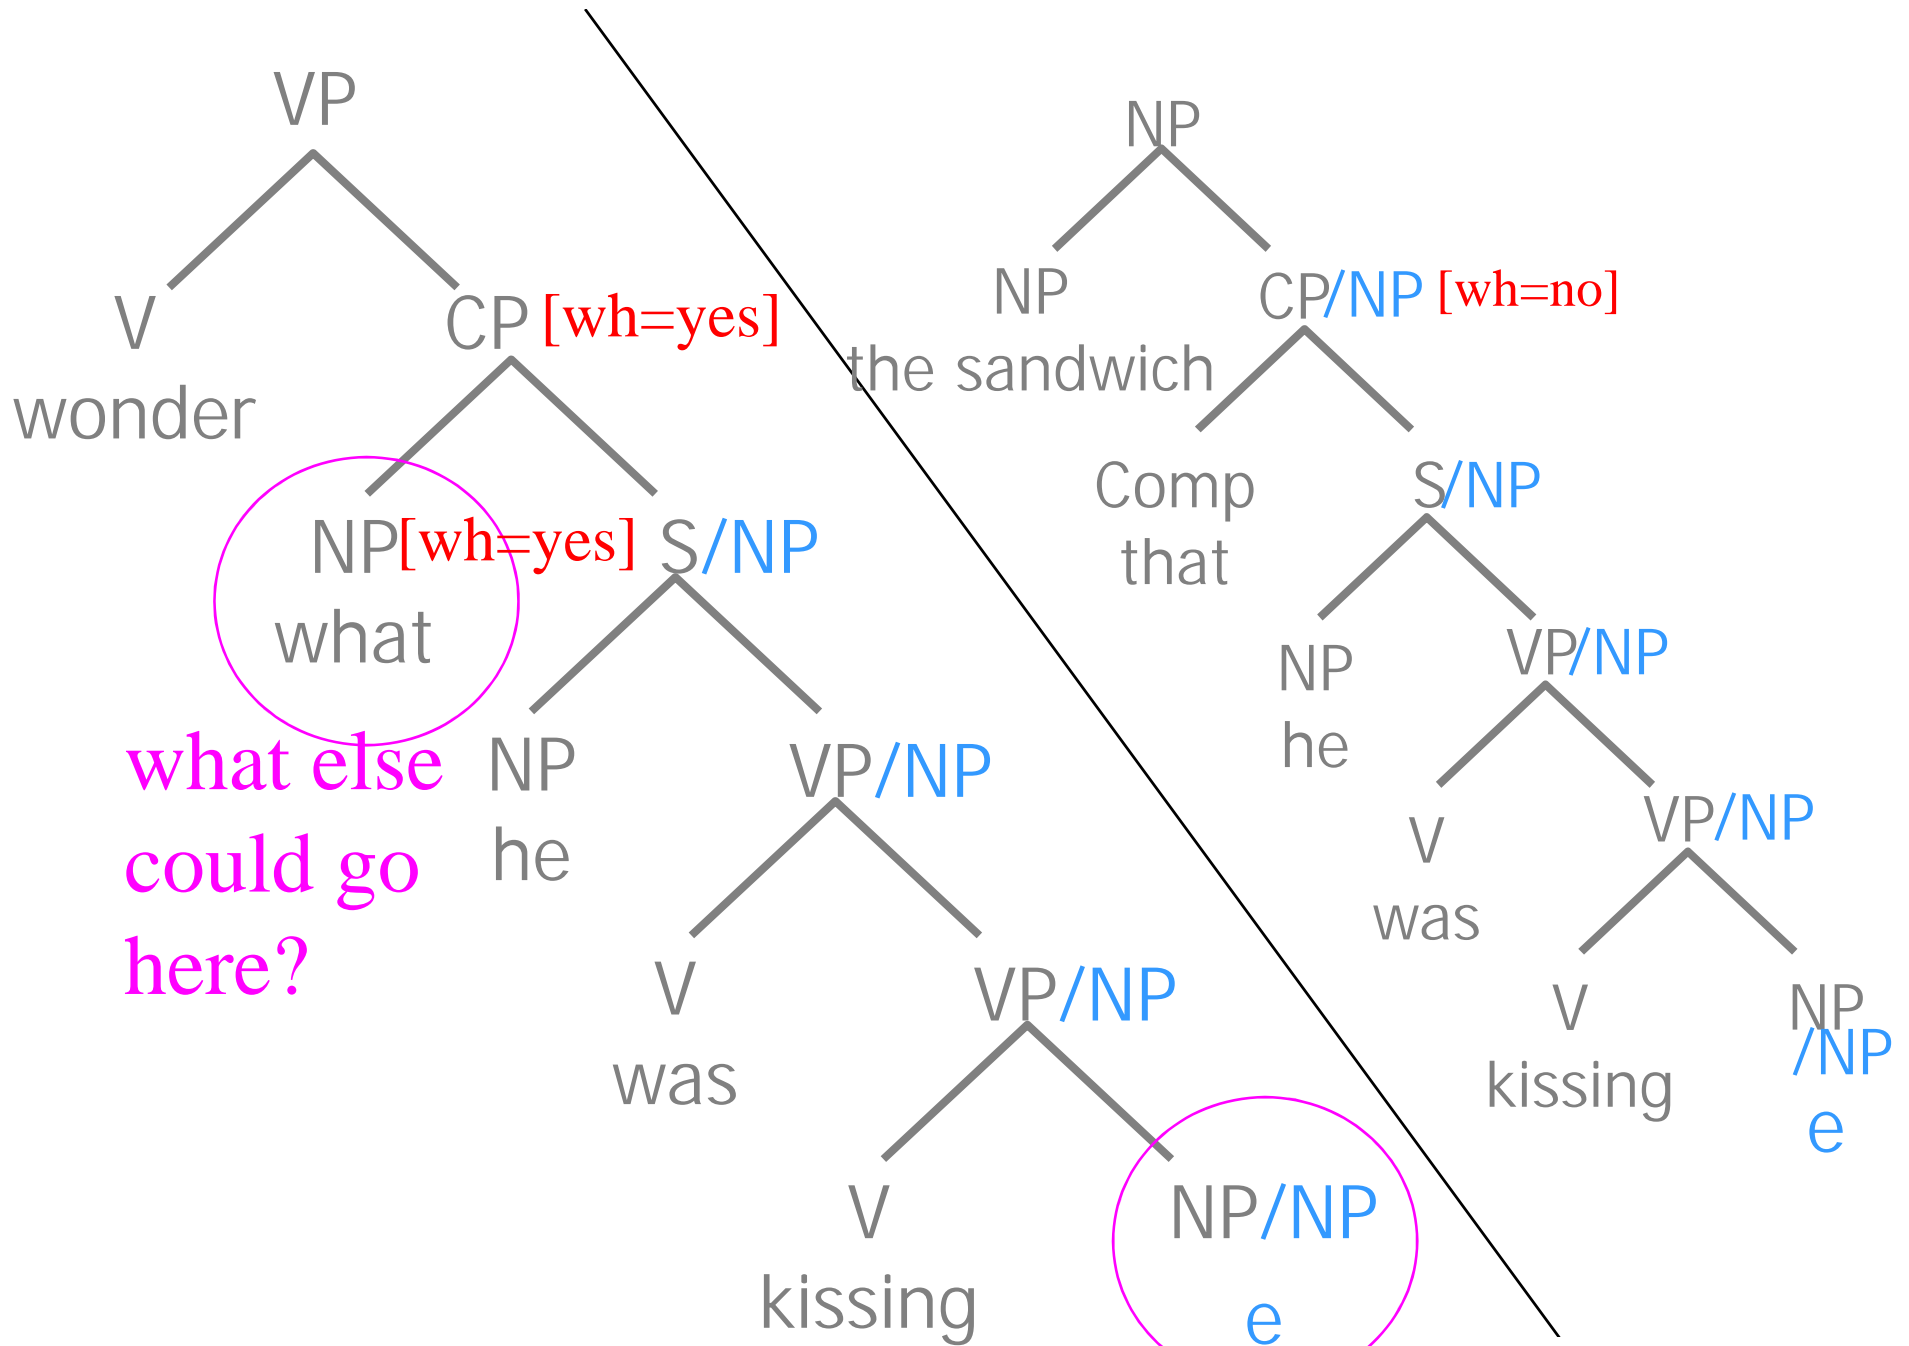 VP
V
CP [wh=yes]
wonder
NP[wh=yes]
S/NP
what
what else
could go
here?
NP
VP/NP
he
V
VP/NP
was
V
NP/NP
kissing
e
NP
NP
CP/NP [wh=no]
the sandwich
Comp
S/NP
that
NP
VP/NP
he
V
VP/NP
was
V
NP
/NP
kissing
e